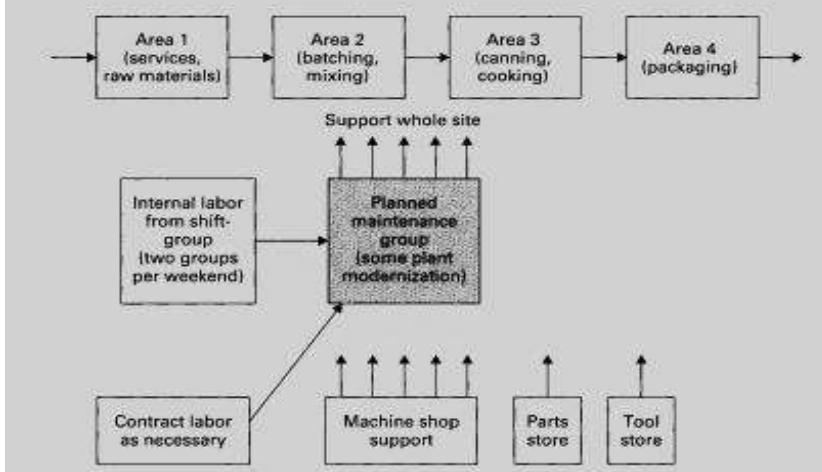 Area 1
(services,
raw materials)
Area 2
(batching,
mixing)
Area 3
(canning,
cooking)
Area 4
(packaging)
Support whole site
Internal labor
from shift-
group
(two groups
per weekend)
Planned
maintenance
group
(some plant
modernization)
Contract labor
as necessary
Machine shop
support
Parts
store
Tool
store